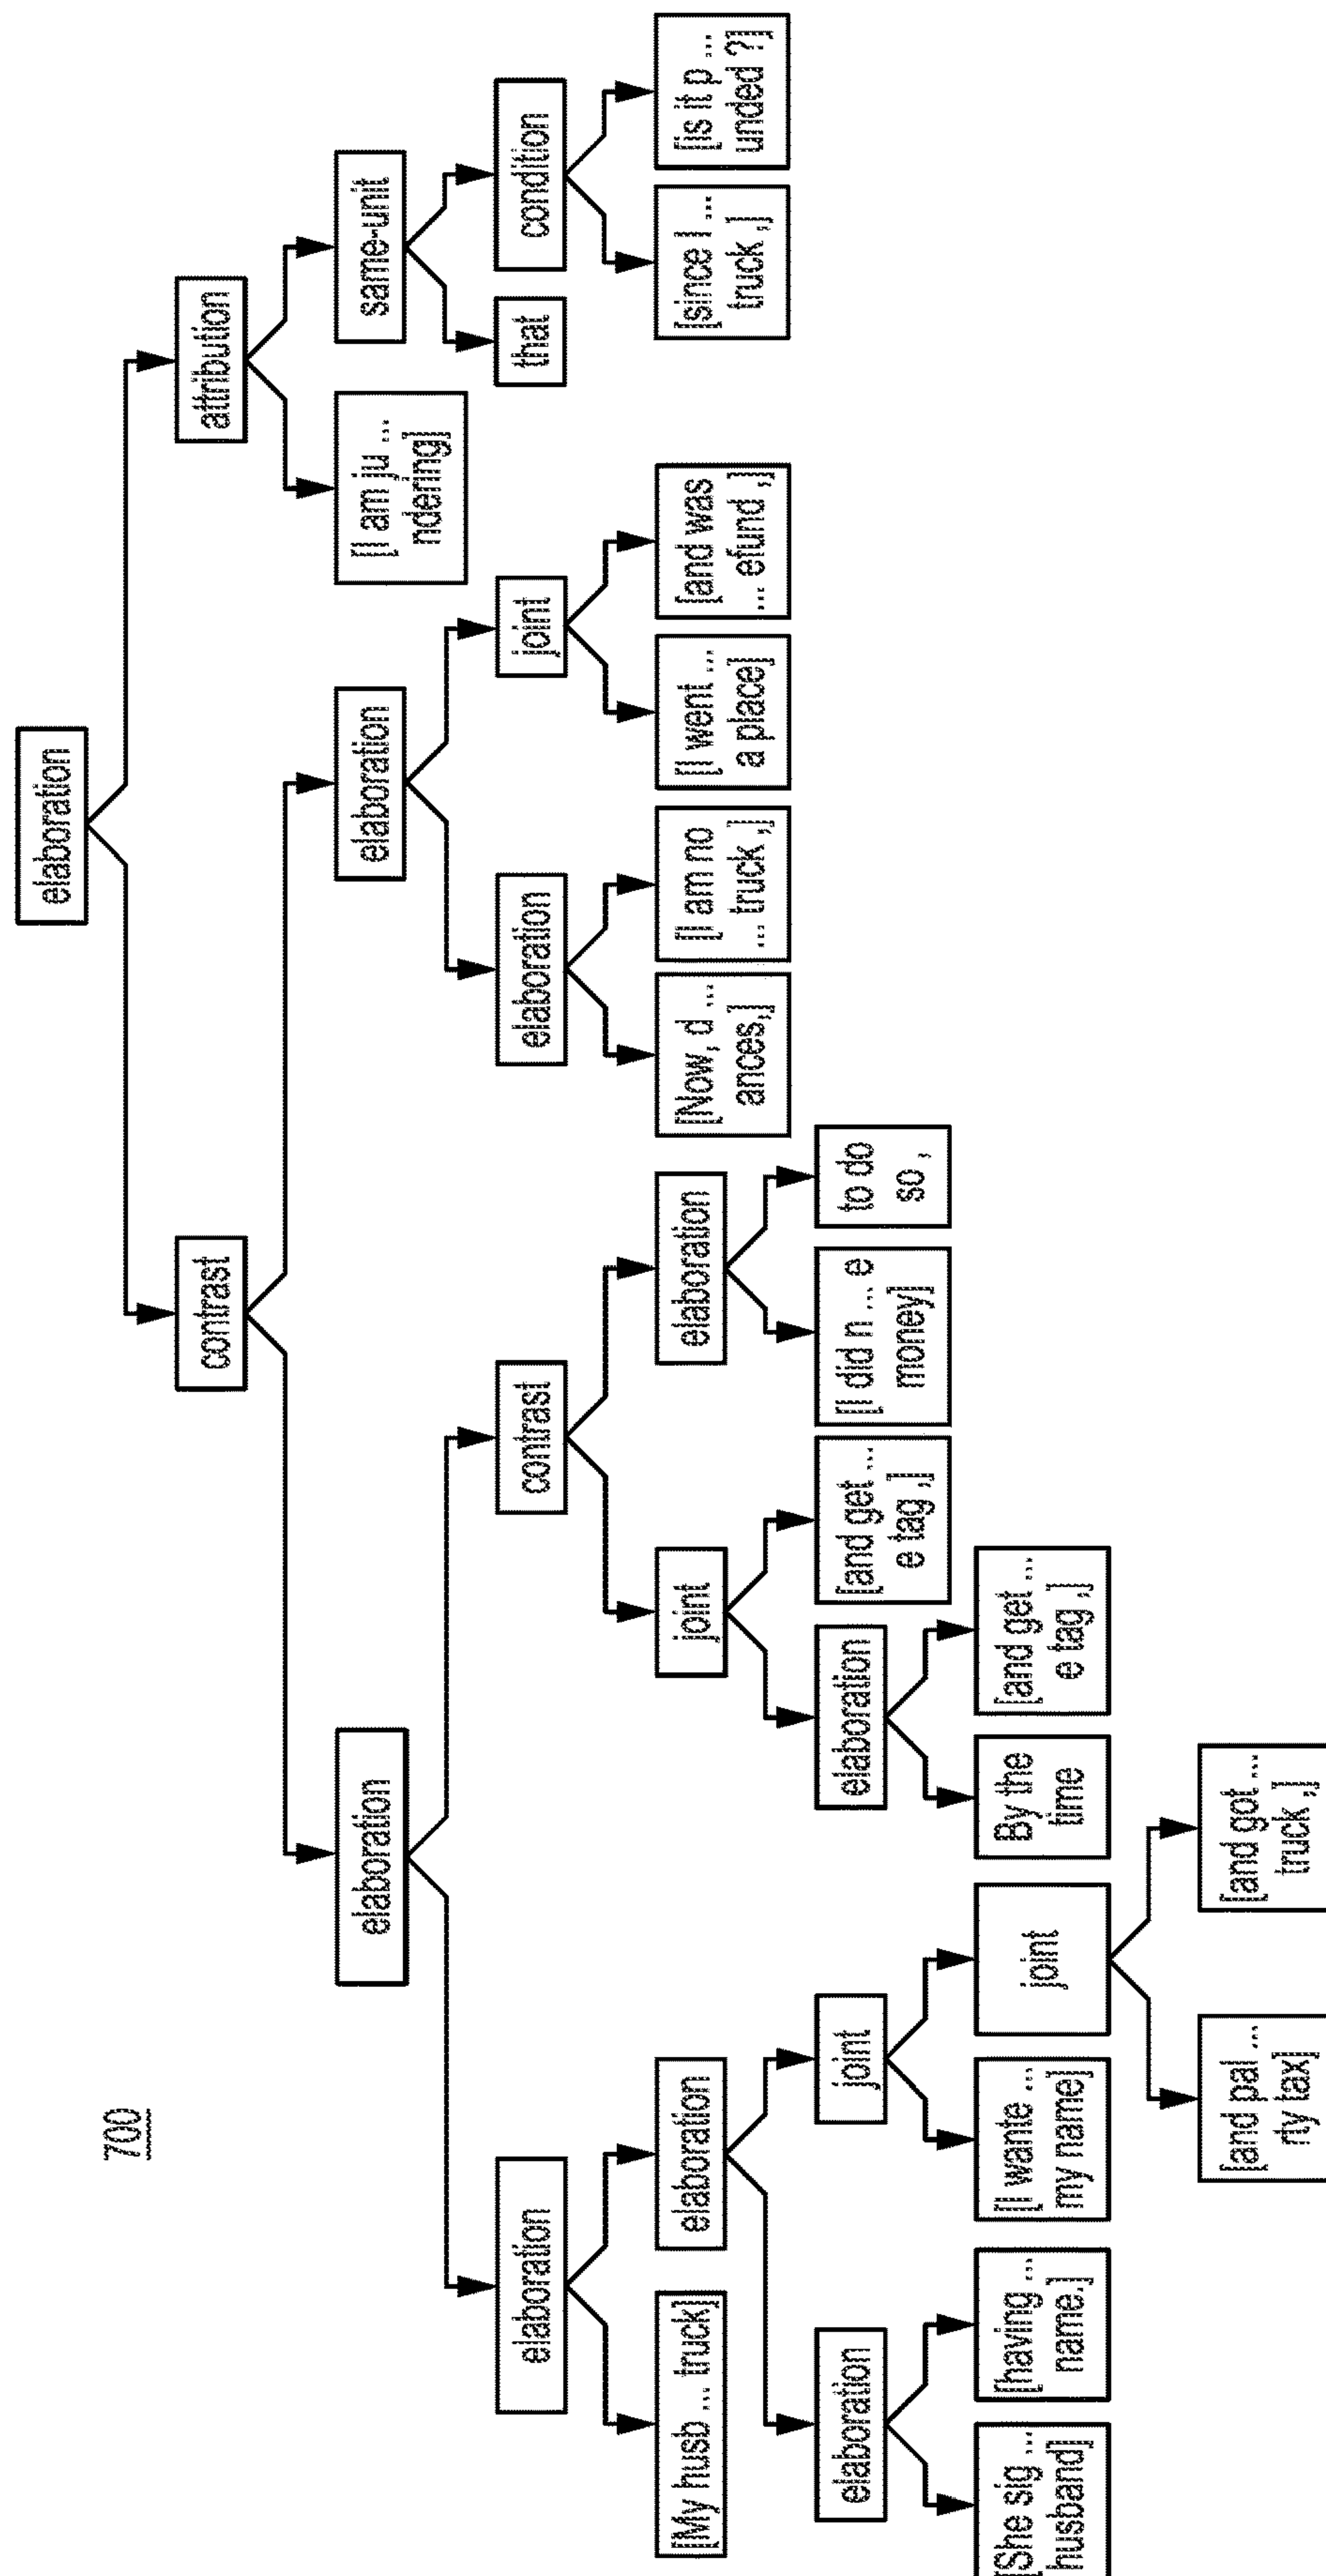 elaboration
700
contrast
attribution
elaboration
elaboration
[I am ju ...
ndering]
same-unit
elaboration
contrast
elaboration
joint
that
condition
[My husb ... truck]
elaboration
joint
elaboration
[Now, d ...
ances,]
[I am no
... truck ,]
[I went ...
a place]
[and was
... efund ,]
[since I ...
truck ,]
[is it p ...
unded ?]
elaboration
joint
elaboration
[and get ...
e tag ,]
[I did n ... e
money]
to do
so ,
[She sig ...
husband]
[having ...
name.]
[I wante ...
my name]
joint
By the
time
[and get ...
e tag ,]
[and pal ...
rty tax]
[and got ...
truck ,]